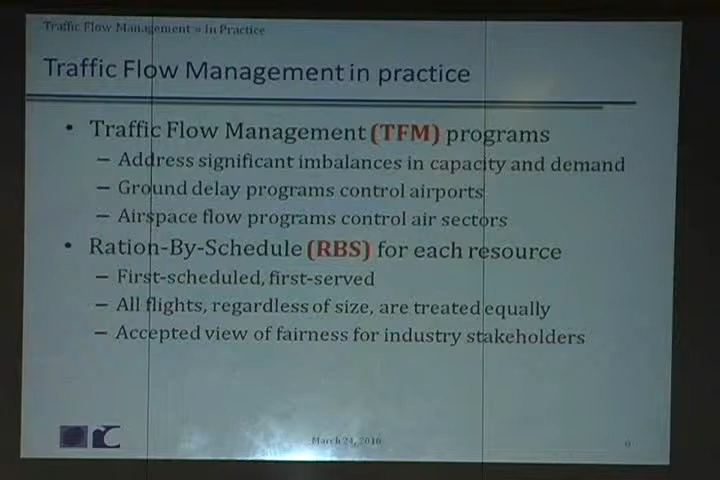 Traffic Flow Management » In Practice
Traffic Flow Management in practice
• Traffic Flow Management (TFM) programs
– Address significant imbalances in capacity and demand
– Ground delay programs control airports
– Airspace flow programs control air sectors
• Ration-By-Schedule (RBS) for each resource
– First-scheduled, first-served
– All flights, regardless of size, are treated equally
– Accepted view of fairness for industry stakeholders
March 24, 2010